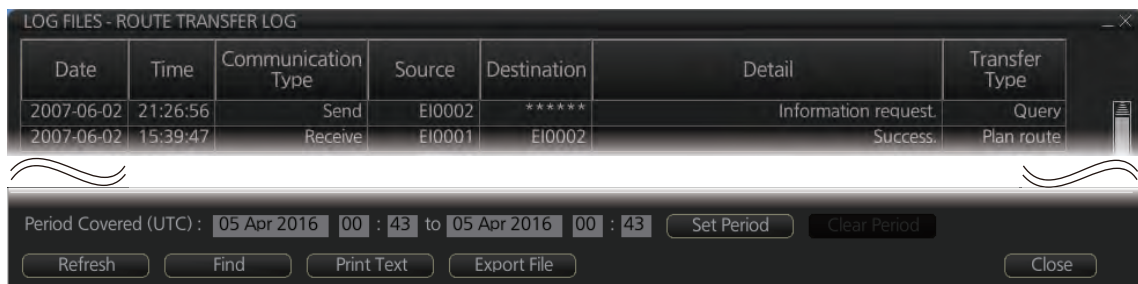 LOG FILES - ROUTE TRANSFER LOG
Date Time Communication Type Source Destination Detail Transfer Type
2007-06-02 21:26:56 Send EI0002 ****** Information request. Query
2007-06-02 15:39:47 Receive EI0001 EI0002 Success. Plan route
Period Covered (UTC) : 05 Apr 2016 00 : 43 to 05 Apr 2016 00 : 43 Set Period Clear Period
Refresh Find Print Text Export File Close